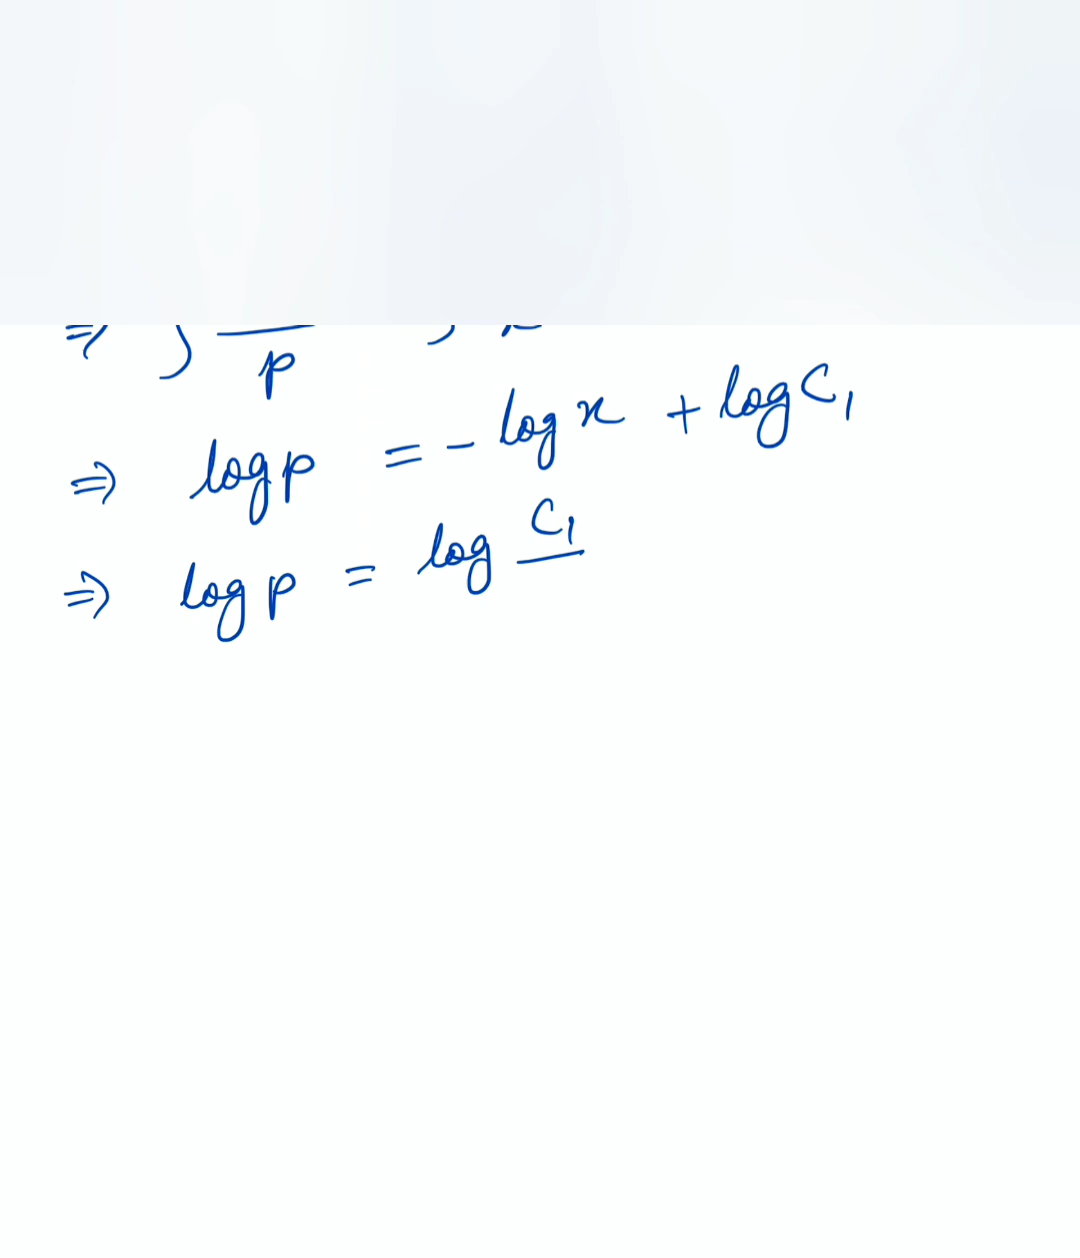 ⇒ ∫ — p ∫ x
⇒ log p = - log x + log C₁
⇒ log p = log C₁